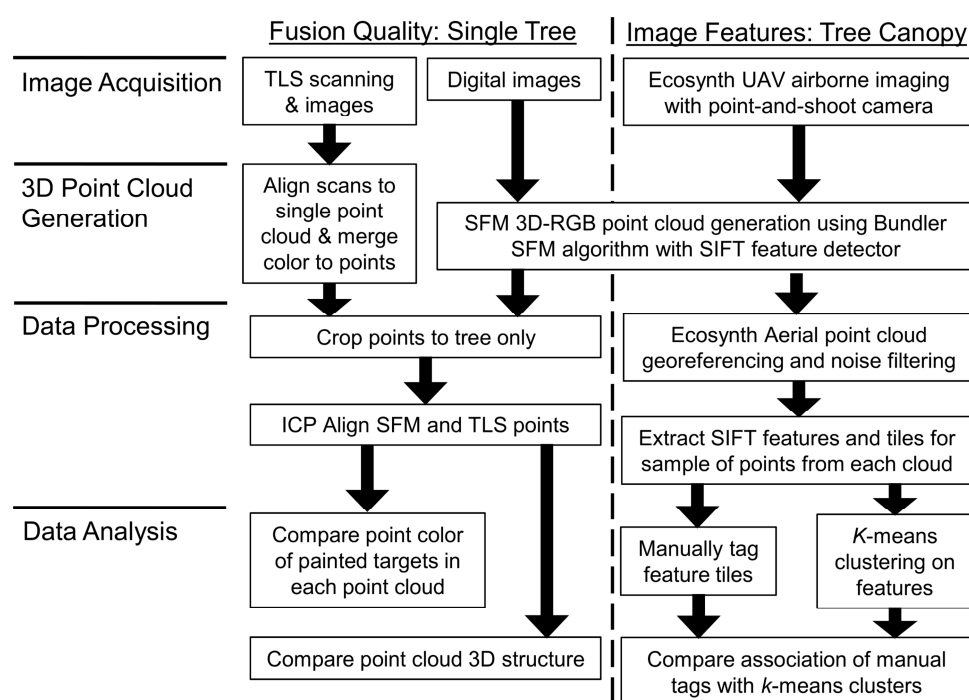 Fusion Quality: Single Tree
Image Features: Tree Canopy
Image Acquisition
TLS scanning
& images
Digital images
Ecosynth UAV airborne imaging
with point-and-shoot camera
3D Point Cloud
Generation
Align scans to
single point
cloud & merge
color to points
SFM 3D-RGB point cloud generation using Bundler
SFM algorithm with SIFT feature detector
Data Processing
Crop points to tree only
Ecosynth Aerial point cloud
georeferencing and noise filtering
ICP Align SFM and TLS points
Extract SIFT features and tiles for
sample of points from each cloud
Data Analysis
Compare point color
of painted targets in
each point cloud
Manually tag
feature tiles
K-means
clustering on
features
Compare point cloud 3D structure
Compare association of manual
tags with k-means clusters